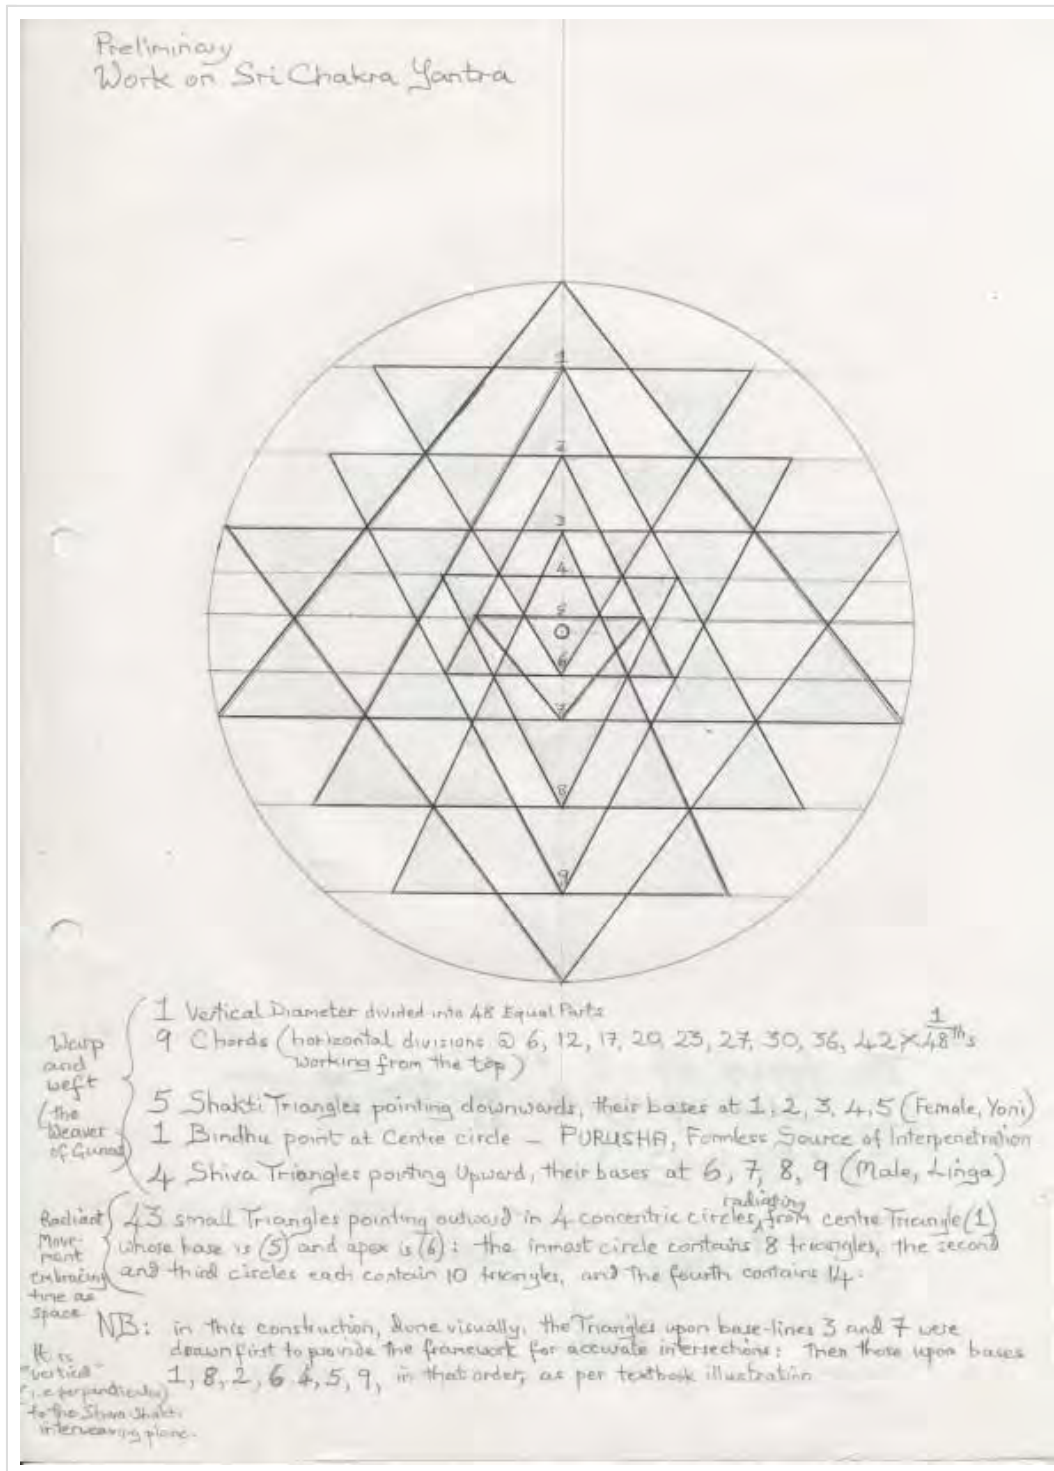 Preliminary
Work on Sri Chakra Yantra
1
2
3
4
5
6
7
8
9
Warp
and
weft
(the
Weaver
of Gunas)
1 Vertical Diameter divided into 48 Equal Parts
9 Chords (horizontal divisions @ 6, 12, 17, 20, 23, 27, 30, 36, 42 × 1/48ths
working from the top)
5 Shakti Triangles pointing downwards, their bases at 1, 2, 3, 4, 5 (Female, Yoni)
1 Bindhu point at Centre circle – PURUSHA, Formless Source of Interpenetration
4 Shiva Triangles pointing Upward, their bases at 6, 7, 8, 9 (Male, Linga)
Radiant
Move-
ment
embracing
time as
space
43 small Triangles pointing outward in 4 concentric circles, radiating from centre Triangle (1)
whose base is (5) and apex is (6): the inmost circle contains 8 triangles, the second
and third circles each contain 10 triangles, and the fourth contains 14.
NB: in this construction, done visually, the Triangles upon base-lines 3 and 7 were
drawn first to provide the framework for accurate intersections: Then those upon bases
1, 8, 2, 6 4, 5, 9, in that order, as per textbook illustration
It is
"vertical"
(i.e perpendicular)
to the Shiva Shakti
interweaving plane.